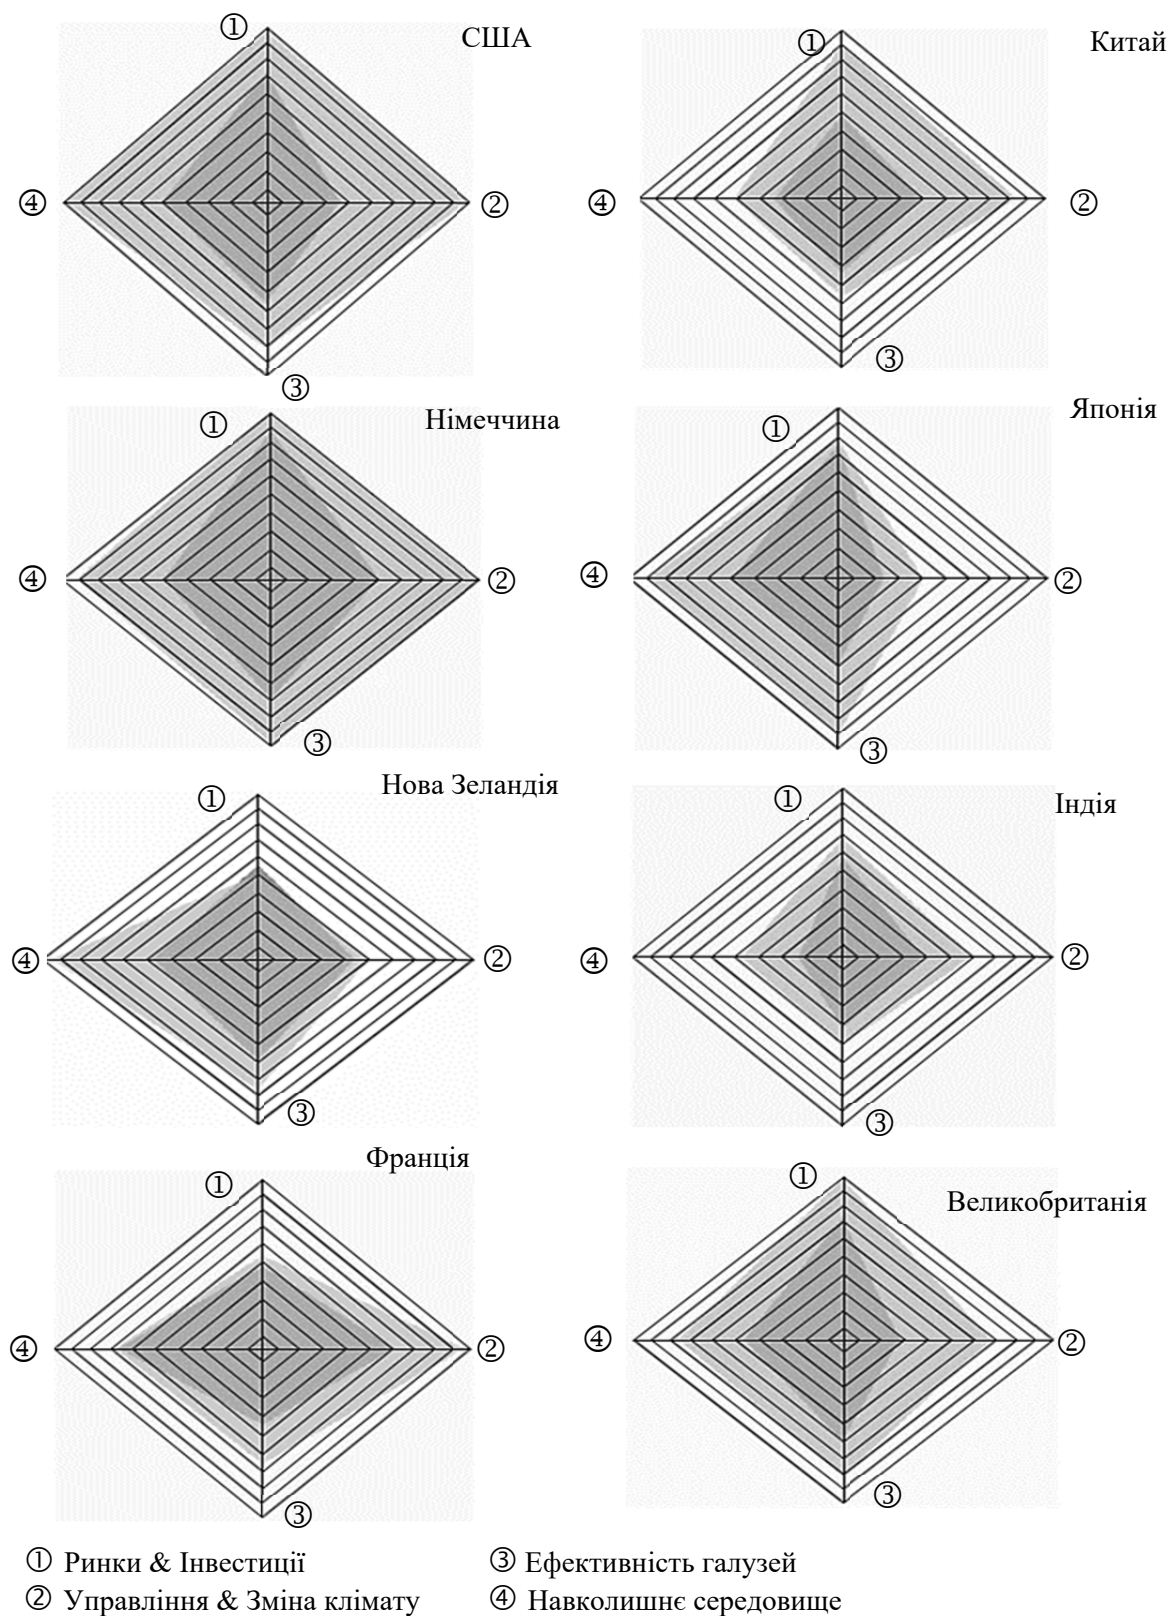 ① США
④ ②
③
① Китай
④ ②
③
① Німеччина
④ ②
③
① Японія
④ ②
③
① Нова Зеландія
④ ②
③
① Індія
④ ②
③
① Франція
④ ②
③
① Великобританія
④ ②
③
① Ринки & Інвестиції
② Управління & Зміна клімату
③ Ефективність галузей
④ Навколишнє середовище